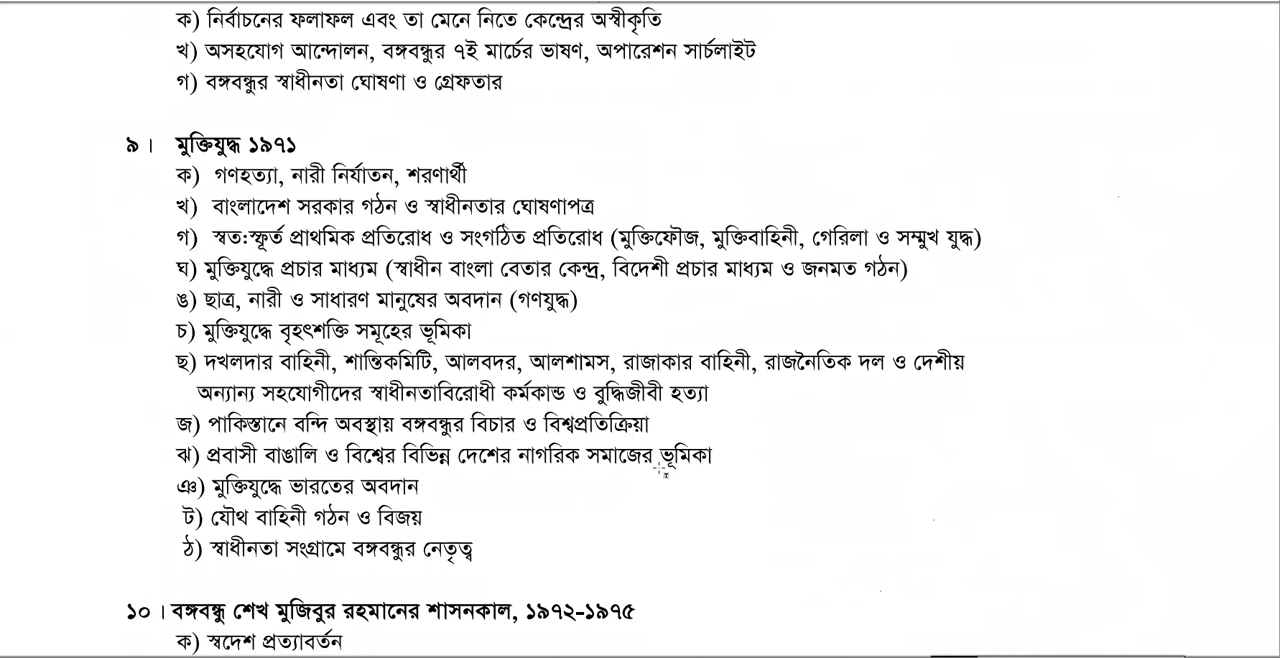 ক) নির্বাচনের ফলাফল এবং তা মেনে নিতে কেন্দ্রের অস্বীকৃতি
খ) অসহযোগ আন্দোলন, বঙ্গবন্ধুর ৭ই মার্চের ভাষণ, অপারেশন সার্চলাইট
গ) বঙ্গবন্ধুর স্বাধীনতা ঘোষণা ও গ্রেফতার
৯। মুক্তিযুদ্ধ ১৯৭১
ক) গণহত্যা, নারী নির্যাতন, শরণার্থী
খ) বাংলাদেশ সরকার গঠন ও স্বাধীনতার ঘোষণাপত্র
গ) স্বত:স্ফূর্ত প্রাথমিক প্রতিরোধ ও সংগঠিত প্রতিরোধ (মুক্তিফৌজ, মুক্তিবাহিনী, গেরিলা ও সম্মুখ যুদ্ধ)
ঘ) মুক্তিযুদ্ধে প্রচার মাধ্যম (স্বাধীন বাংলা বেতার কেন্দ্র, বিদেশী প্রচার মাধ্যম ও জনমত গঠন)
ঙ) ছাত্র, নারী ও সাধারণ মানুষের অবদান (গণযুদ্ধ)
চ) মুক্তিযুদ্ধে বৃহৎশক্তি সমূহের ভূমিকা
ছ) দখলদার বাহিনী, শান্তিকমিটি, আলবদর, আলশামস, রাজাকার বাহিনী, রাজনৈতিক দল ও দেশীয়
অন্যান্য সহযোগীদের স্বাধীনতাবিরোধী কর্মকান্ড ও বুদ্ধিজীবী হত্যা
জ) পাকিস্তানে বন্দি অবস্থায় বঙ্গবন্ধুর বিচার ও বিশ্বপ্রতিক্রিয়া
ঝ) প্রবাসী বাঙালি ও বিশ্বের বিভিন্ন দেশের নাগরিক সমাজের ভূমিকা
ঞ) মুক্তিযুদ্ধে ভারতের অবদান
ট) যৌথ বাহিনী গঠন ও বিজয়
ঠ) স্বাধীনতা সংগ্রামে বঙ্গবন্ধুর নেতৃত্ব
১০। বঙ্গবন্ধু শেখ মুজিবুর রহমানের শাসনকাল, ১৯৭২-১৯৭৫
ক) স্বদেশ প্রত্যাবর্তন